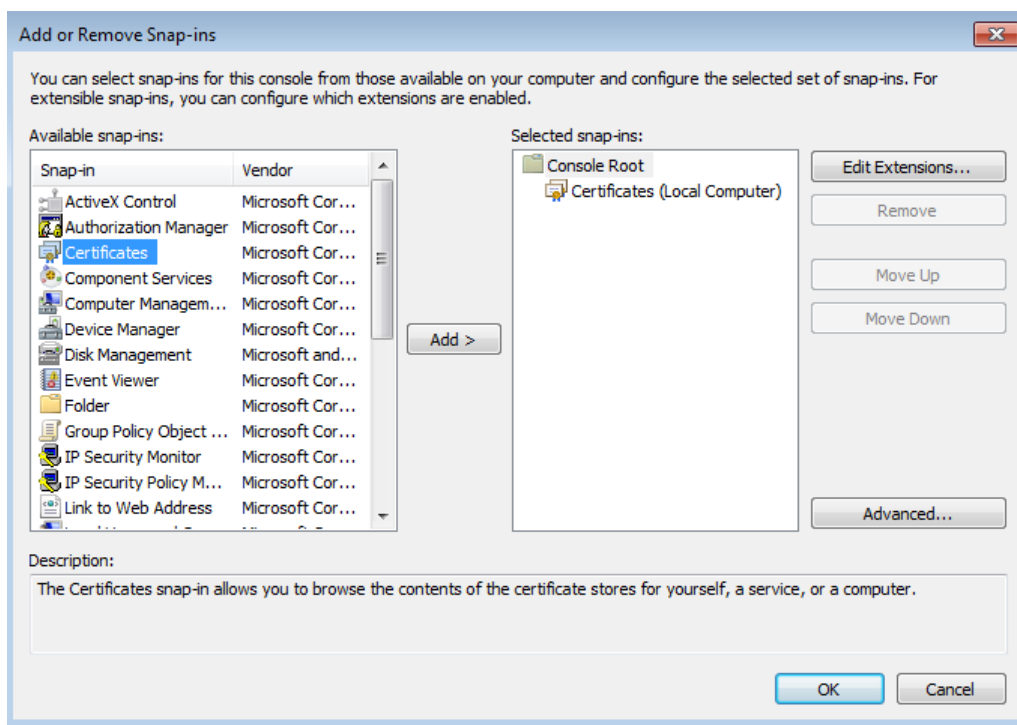 Add or Remove Snap-ins
You can select snap-ins for this console from those available on your computer and configure the selected set of snap-ins. For
extensible snap-ins, you can configure which extensions are enabled.
Available snap-ins:
Selected snap-ins:
Snap-in Vendor
ActiveX Control Microsoft Cor...
Authorization Manager Microsoft Cor...
Certificates Microsoft Cor...
Component Services Microsoft Cor...
Computer Managem... Microsoft Cor...
Device Manager Microsoft Cor...
Disk Management Microsoft and...
Event Viewer Microsoft Cor...
Folder Microsoft Cor...
Group Policy Object ... Microsoft Cor...
IP Security Monitor Microsoft Cor...
IP Security Policy M... Microsoft Cor...
Link to Web Address Microsoft Cor...
Add >
Console Root
Certificates (Local Computer)
Edit Extensions...
Remove
Move Up
Move Down
Advanced...
Description:
The Certificates snap-in allows you to browse the contents of the certificate stores for yourself, a service, or a computer.
OK
Cancel